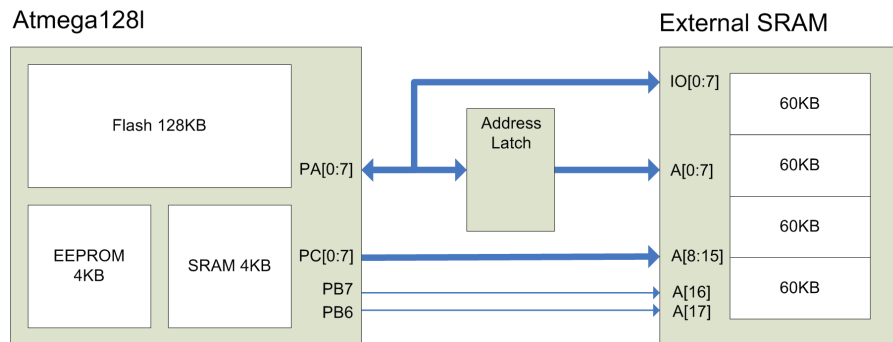 Atmega128l
External SRAM
Flash 128KB
PA[0:7]
EEPROM
4KB
SRAM 4KB
PC[0:7]
PB7
PB6
Address
Latch
IO[0:7]
A[0:7]
A[8:15]
A[16]
A[17]
60KB
60KB
60KB
60KB